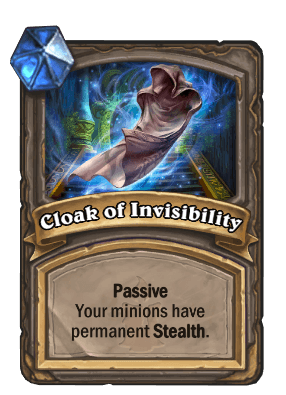 Cloak of Invisibility
Passive
Your minions have
permanent Stealth.